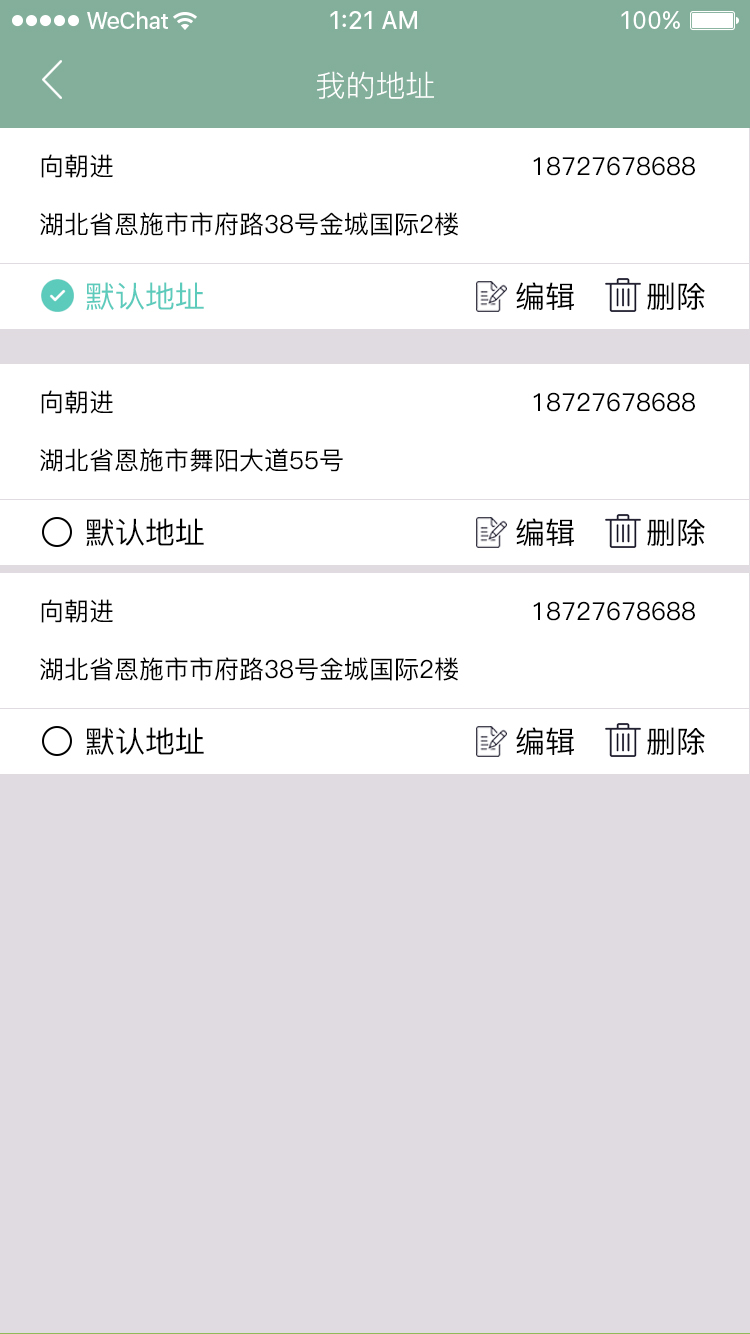 WeChat 1:21 AM 100%
我的地址
向朝进 18727678688
湖北省恩施市市府路38号金城国际2楼
默认地址 编辑 删除
向朝进 18727678688
湖北省恩施市舞阳大道55号
默认地址 编辑 删除
向朝进 18727678688
湖北省恩施市市府路38号金城国际2楼
默认地址 编辑 删除